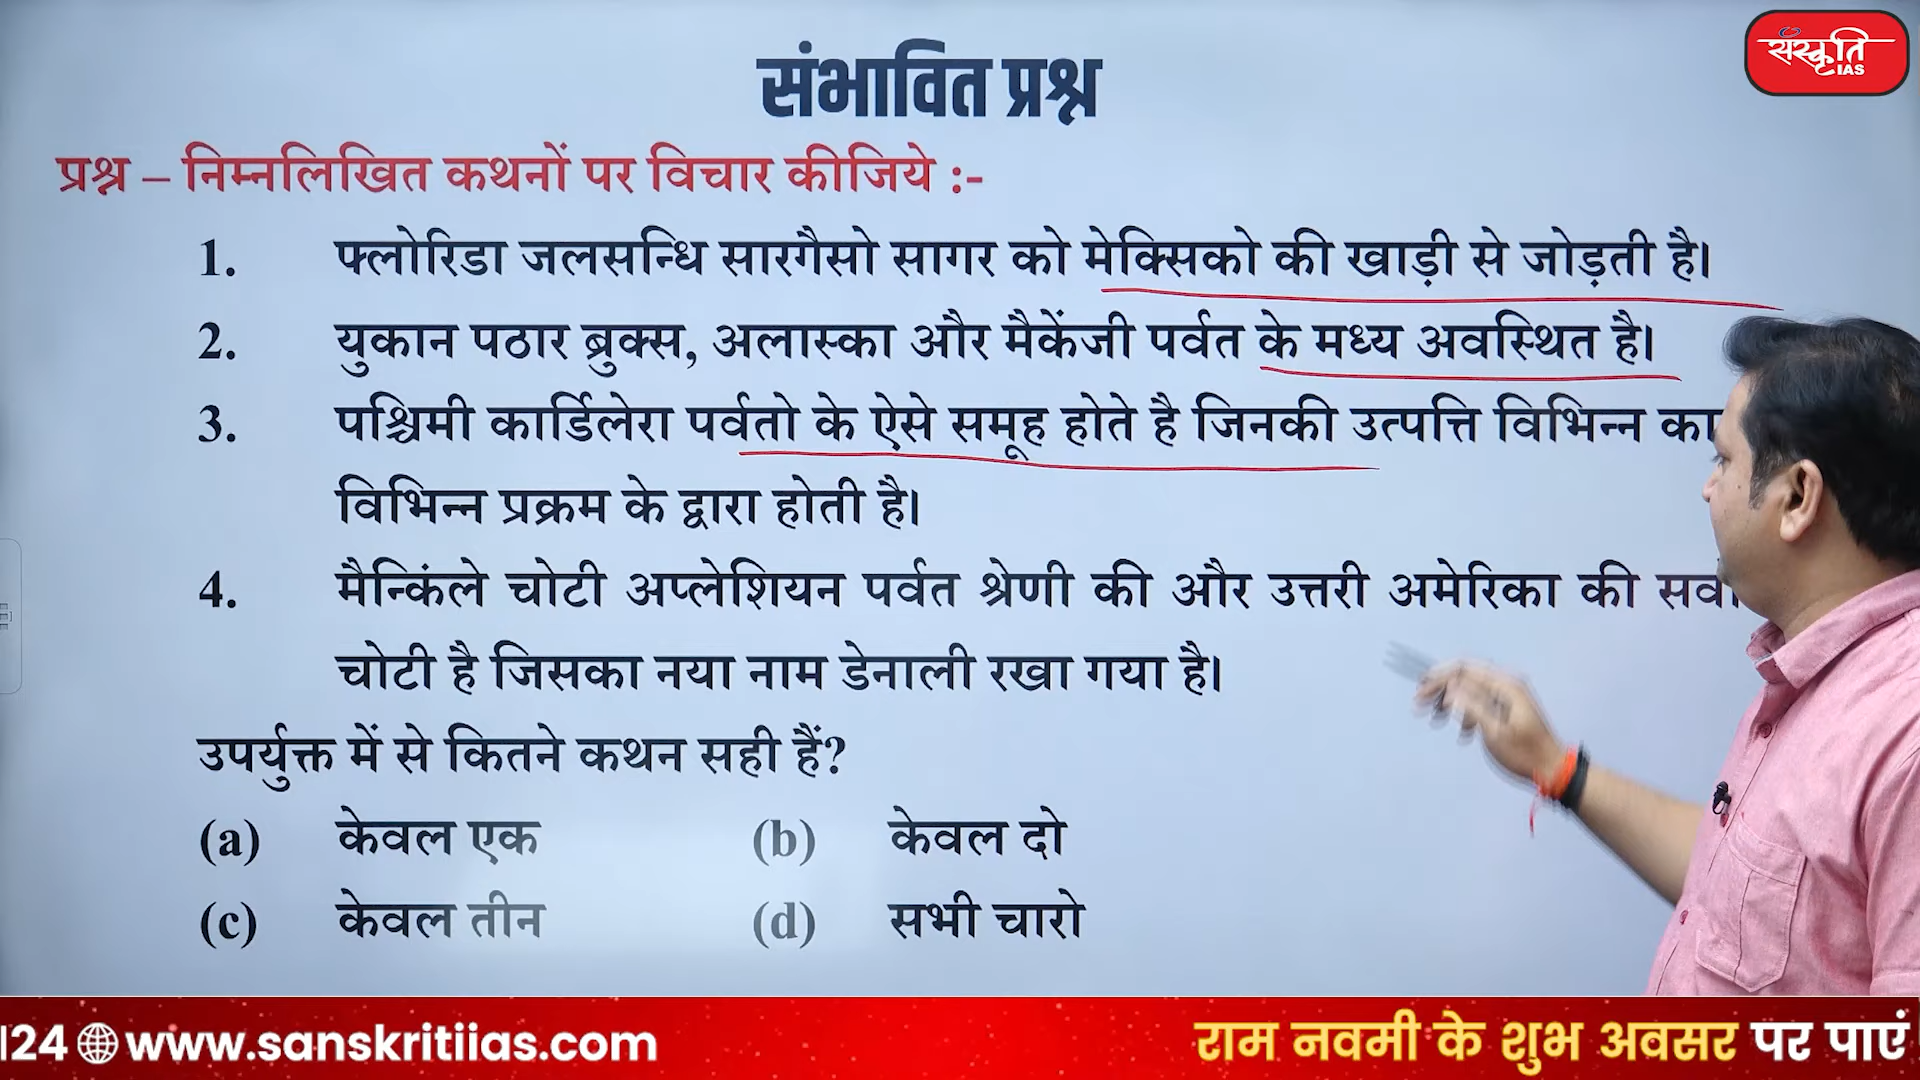 संस्कृति
IAS
संभावित प्रश्न
प्रश्न – निम्नलिखित कथनों पर विचार कीजिये :-
1. फ्लोरिडा जलसन्धि सारगैसो सागर को मेक्सिको की खाड़ी से जोड़ती है।
2. युकान पठार ब्रुक्स, अलास्का और मैकेंजी पर्वत के मध्य अवस्थित है।
3. पश्चिमी कार्डिलेरा पर्वतो के ऐसे समूह होते है जिनकी उत्पत्ति विभिन्न
विभिन्न प्रक्रम के द्वारा होती है।
4. मैन्किंले चोटी अप्लेशियन पर्वत श्रेणी की और उत्तरी अमेरिका की
चोटी है जिसका नया नाम डेनाली रखा गया है।
उपर्युक्त में से कितने कथन सही हैं?
(a) केवल एक (b) केवल दो
(c) केवल तीन (d) सभी चारो
24 www.sanskritiias.com राम नवमी के शुभ अवसर पर पाएं